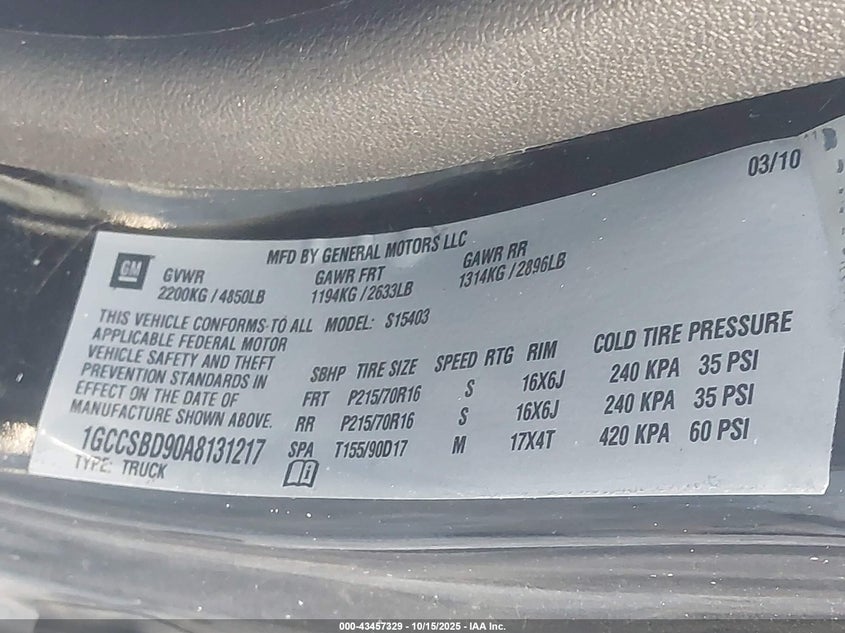 03/10
GM
MFD BY GENERAL MOTORS LLC
GVWR GAWR FRT GAWR RR
2200KG / 4850LB 1194KG / 2633LB 1314KG / 2896LB
THIS VEHICLE CONFORMS TO ALL MODEL: S15403
APPLICABLE FEDERAL MOTOR
VEHICLE SAFETY AND THEFT
PREVENTION STANDARDS IN
EFFECT ON THE DATE OF
MANUFACTURE SHOWN ABOVE.
1GCCSBD90A8131217
TYPE: TRUCK
SBHP TIRE SIZE SPEED RTG RIM COLD TIRE PRESSURE
FRT P215/70R16 S 16X6J 240 KPA 35 PSI
RR P215/70R16 S 16X6J 240 KPA 35 PSI
SPA T155/90D17 M 17X4T 420 KPA 60 PSI
000-43457329 - 10/15/2025 - IAA Inc.